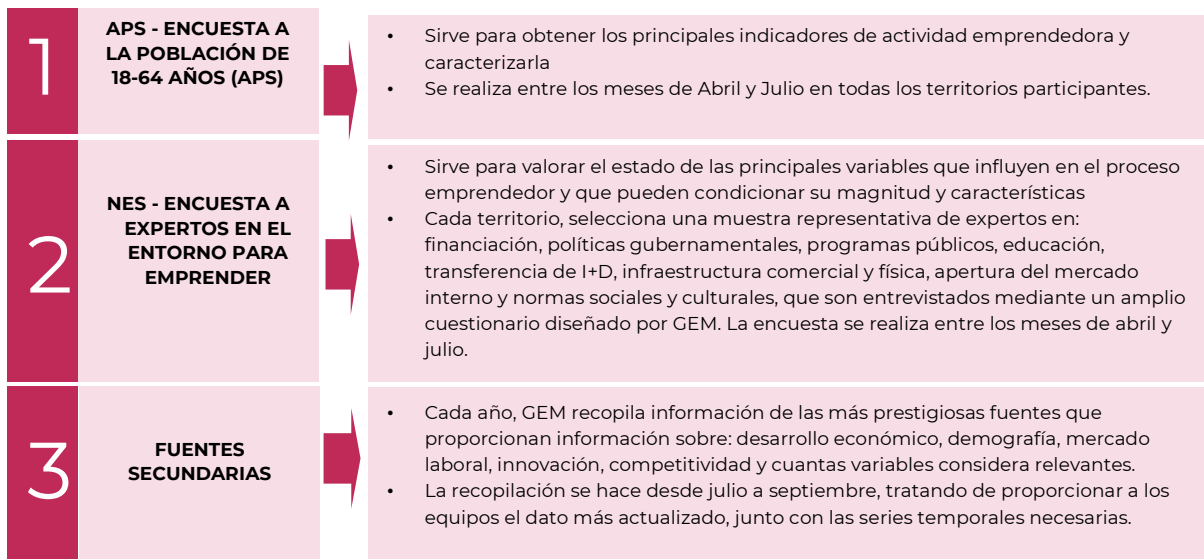 1
APS - ENCUESTA A
LA POBLACIÓN DE
18-64 AÑOS (APS)
• Sirve para obtener los principales indicadores de actividad emprendedora y
caracterizarla
• Se realiza entre los meses de Abril y Julio en todas los territorios participantes.
2
NES - ENCUESTA A
EXPERTOS EN EL
ENTORNO PARA
EMPRENDER
• Sirve para valorar el estado de las principales variables que influyen en el proceso
emprendedor y que pueden condicionar su magnitud y características
• Cada territorio, selecciona una muestra representativa de expertos en:
financiación, políticas gubernamentales, programas públicos, educación,
transferencia de I+D, infraestructura comercial y física, apertura del mercado
interno y normas sociales y culturales, que son entrevistados mediante un amplio
cuestionario diseñado por GEM. La encuesta se realiza entre los meses de abril y
julio.
3
FUENTES
SECUNDARIAS
• Cada año, GEM recopila información de las más prestigiosas fuentes que
proporcionan información sobre: desarrollo económico, demografía, mercado
laboral, innovación, competitividad y cuantas variables considera relevantes.
• La recopilación se hace desde julio a septiembre, tratando de proporcionar a los
equipos el dato más actualizado, junto con las series temporales necesarias.